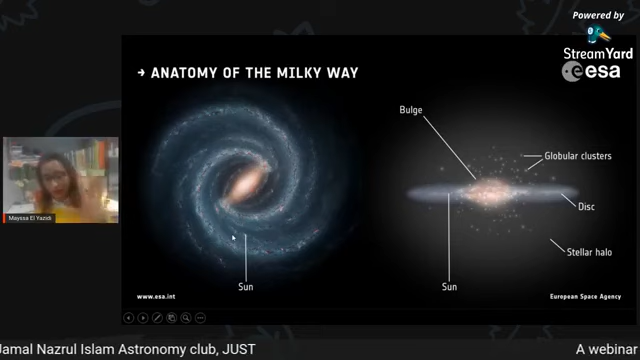 Powered by
StreamYard
esa
→ ANATOMY OF THE MILKY WAY
Bulge
Globular clusters
Disc
Stellar halo
Sun
Sun
www.esa.int
European Space Agency
Mayssa El Yazidi
Jamal Nazrul Islam Astronomy club, JUST
A webinar